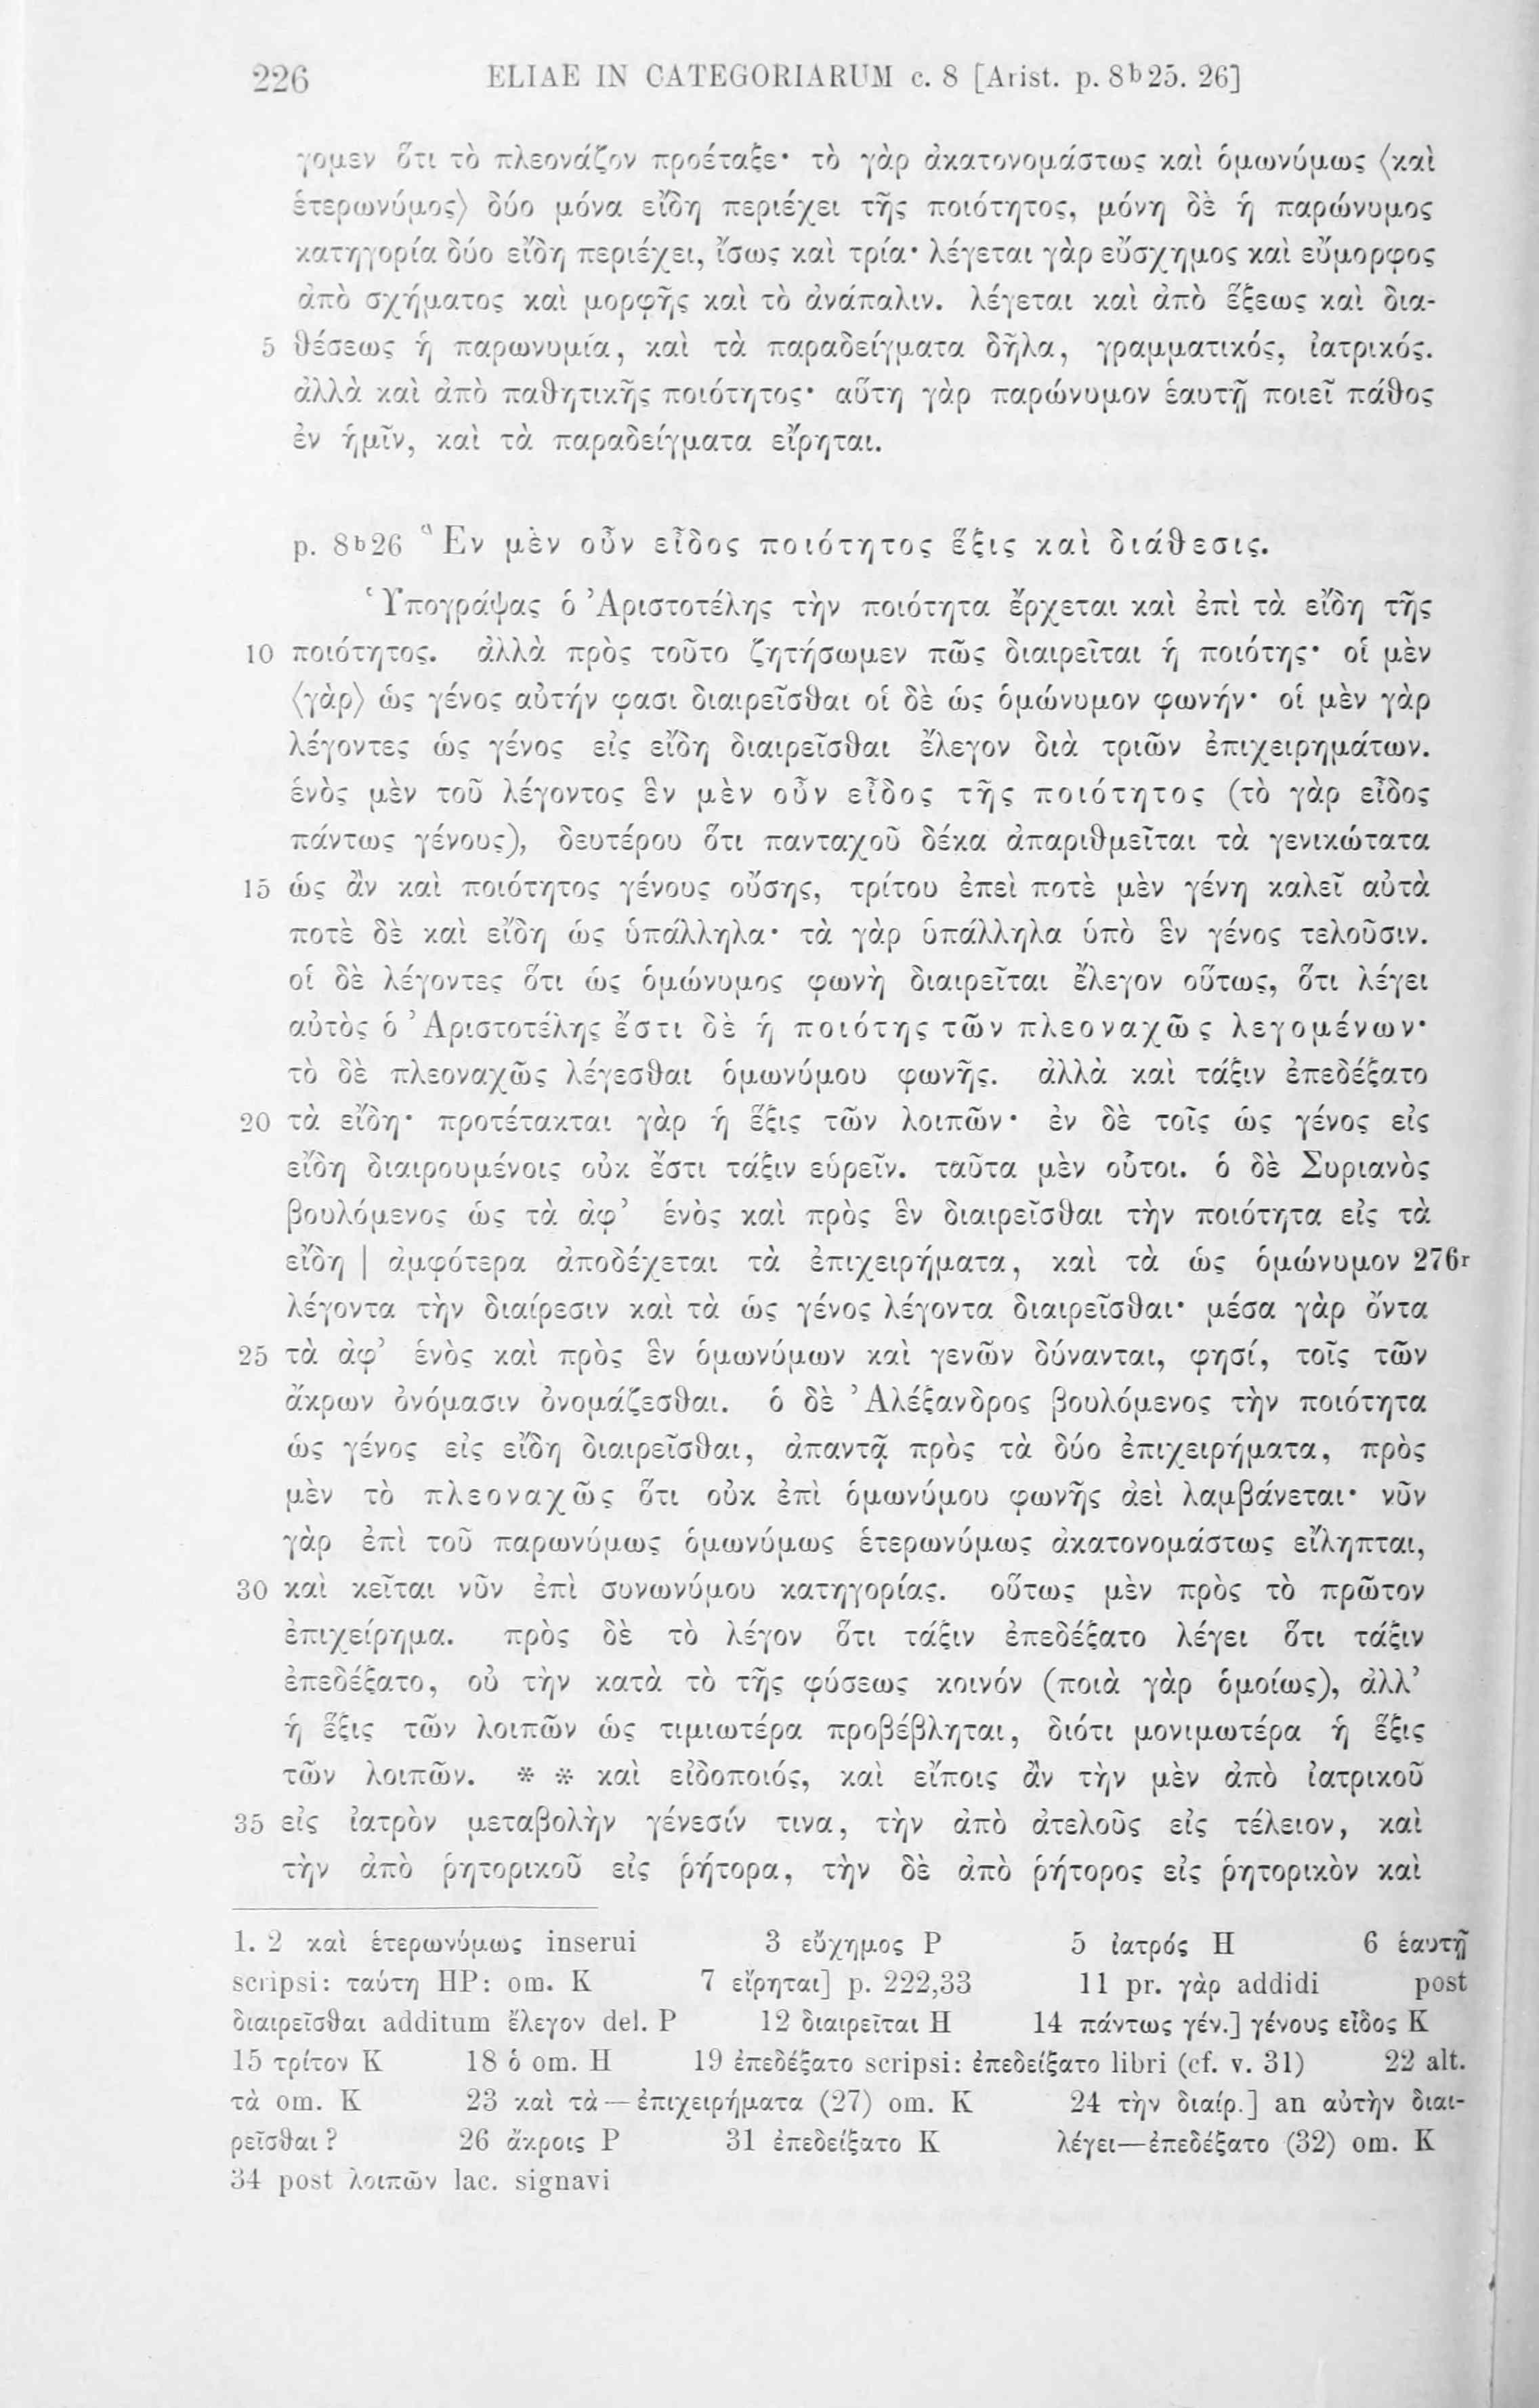 226 ELIAE IN CATEGORIARUM c. 8 [Arist. p. 8b25. 26]
γομεν ὅτι τὸ πλεονάζον προέταξε· τὸ γὰρ ἀκατονομάστως καὶ ὁμωνύμως ⟨καὶ
ἑτερωνύμος⟩ δύο μόνα εἴδη περιέχει τῆς ποιότητος, μόνη δὲ ἡ παρώνυμος
κατηγορία δύο εἴδη περιέχει, ἴσως καὶ τρία· λέγεται γὰρ εὔσχημος καὶ εὔμορφος
ἀπὸ σχήματος καὶ μορφῆς καὶ τὸ ἀνάπαλιν. λέγεται καὶ ἀπὸ ἕξεως καὶ δια-
5 θέσεως ἡ παρωνυμία, καὶ τὰ παραδείγματα δῆλα, γραμματικός, ἰατρικός.
ἀλλὰ καὶ ἀπὸ παθητικῆς ποιότητος· αὕτη γὰρ παρώνυμον ἑαυτῇ ποιεῖ πάθος
ἐν ἡμῖν, καὶ τὰ παραδείγματα εἴρηται.
p. 8b26 Ἓν μὲν οὖν εἶδος ποιότητος ἕξις καὶ διάθεσις.
Ὑπογράψας ὁ Ἀριστοτέλης τὴν ποιότητα ἔρχεται καὶ ἐπὶ τὰ εἴδη τῆς
10 ποιότητος. ἀλλὰ πρὸς τοῦτο ζητήσωμεν πῶς διαιρεῖται ἡ ποιότης· οἱ μὲν
⟨γὰρ⟩ ὡς γένος αὐτήν φασι διαιρεῖσθαι οἱ δὲ ὡς ὁμώνυμον φωνήν· οἱ μὲν γὰρ
λέγοντες ὡς γένος εἰς εἴδη διαιρεῖσθαι ἔλεγον διὰ τριῶν ἐπιχειρημάτων.
ἑνὸς μὲν τοῦ λέγοντος ἓν μὲν οὖν εἶδος τῆς ποιότητος (τὸ γὰρ εἶδος
πάντως γένους), δευτέρου ὅτι πανταχοῦ δέκα ἀπαριθμεῖται τὰ γενικώτατα
15 ὡς ἂν καὶ ποιότητος γένους οὔσης, τρίτου ἐπεὶ ποτὲ μὲν γένη καλεῖ αὐτὰ
ποτὲ δὲ καὶ εἴδη ὡς ὑπάλληλα· τὰ γὰρ ὑπάλληλα ὑπὸ ἓν γένος τελοῦσιν.
οἱ δὲ λέγοντες ὅτι ὡς ὁμώνυμος φωνὴ διαιρεῖται ἔλεγον οὕτως, ὅτι λέγει
αὐτὸς ὁ Ἀριστοτέλης ἔστι δὲ ἡ ποιότης τῶν πλεοναχῶς λεγομένων·
τὸ δὲ πλεοναχῶς λέγεσθαι ὁμωνύμου φωνῆς. ἀλλὰ καὶ τάξιν ἐπεδέξατο
20 τὰ εἴδη· προτέτακται γὰρ ἡ ἕξις τῶν λοιπῶν· ἐν δὲ τοῖς ὡς γένος εἰς
εἴδη διαιρουμένοις οὐκ ἔστι τάξιν εὑρεῖν. ταῦτα μὲν οὗτοι. ὁ δὲ Συριανὸς
βουλόμενος ὡς τὰ ἀφ’ ἑνὸς καὶ πρὸς ἓν διαιρεῖσθαι τὴν ποιότητα εἰς τὰ
εἴδη | ἀμφότερα ἀποδέχεται τὰ ἐπιχειρήματα, καὶ τὰ ὡς ὁμώνυμον 276r
λέγοντα τὴν διαίρεσιν καὶ τὰ ὡς γένος λέγοντα διαιρεῖσθαι· μέσα γὰρ ὄντα
25 τὰ ἀφ’ ἑνὸς καὶ πρὸς ἓν ὁμωνύμων καὶ γενῶν δύνανται, φησί, τοῖς τῶν
ἄκρων ὀνόμασιν ὀνομάζεσθαι. ὁ δὲ Ἀλέξανδρος βουλόμενος τὴν ποιότητα
ὡς γένος εἰς εἴδη διαιρεῖσθαι, ἀπαντᾷ πρὸς τὰ δύο ἐπιχειρήματα, πρὸς
μὲν τὸ πλεοναχῶς ὅτι οὐκ ἐπὶ ὁμωνύμου φωνῆς ἀεὶ λαμβάνεται· νῦν
γὰρ ἐπὶ τοῦ παρωνύμως ὁμωνύμως ἑτερωνύμως ἀκατονομάστως εἴληπται,
30 καὶ κεῖται νῦν ἐπὶ συνωνύμου κατηγορίας. οὕτως μὲν πρὸς τὸ πρῶτον
ἐπιχείρημα. πρὸς δὲ τὸ λέγον ὅτι τάξιν ἐπεδέξατο λέγει ὅτι τάξιν
ἐπεδέξατο, οὐ τὴν κατὰ τὸ τῆς φύσεως κοινόν (ποιὰ γὰρ ὁμοίως), ἀλλ’
ἡ ἕξις τῶν λοιπῶν ὡς τιμιωτέρα προβέβληται, διότι μονιμωτέρα ἡ ἕξις
τῶν λοιπῶν. * * καὶ εἰδοποιός, καὶ εἴποις ἂν τὴν μὲν ἀπὸ ἰατρικοῦ
35 εἰς ἰατρὸν μεταβολὴν γένεσίν τινα, τὴν ἀπὸ ἀτελοῦς εἰς τέλειον, καὶ
τὴν ἀπὸ ῥητορικοῦ εἰς ῥήτορα, τὴν δὲ ἀπὸ ῥήτορος εἰς ῥητορικὸν καὶ
1. 2 καὶ ἑτερωνύμως inserui 3 εὔχημος P 5 ἰατρός H 6 ἑαυτῇ
scripsi: ταύτη HP: om. K 7 εἴρηται] p. 222,33 11 pr. γὰρ addidi post
διαιρεῖσθαι additum ἔλεγον del. P 12 διαιρεῖται H 14 πάντως γέν.] γένους εἶδος K
15 τρίτον K 18 ὁ om. H 19 ἐπεδέξατο scripsi: ἐπεδείξατο libri (cf. v. 31) 22 alt.
τὰ om. K 23 καὶ τὰ—ἐπιχειρήματα (27) om. K 24 τὴν διαίρ.] an αὐτὴν διαι-
ρεῖσθαι? 26 ἄκροις P 31 ἐπεδείξατο K λέγει—ἐπεδέξατο (32) om. K
34 post λοιπῶν lac. signavi